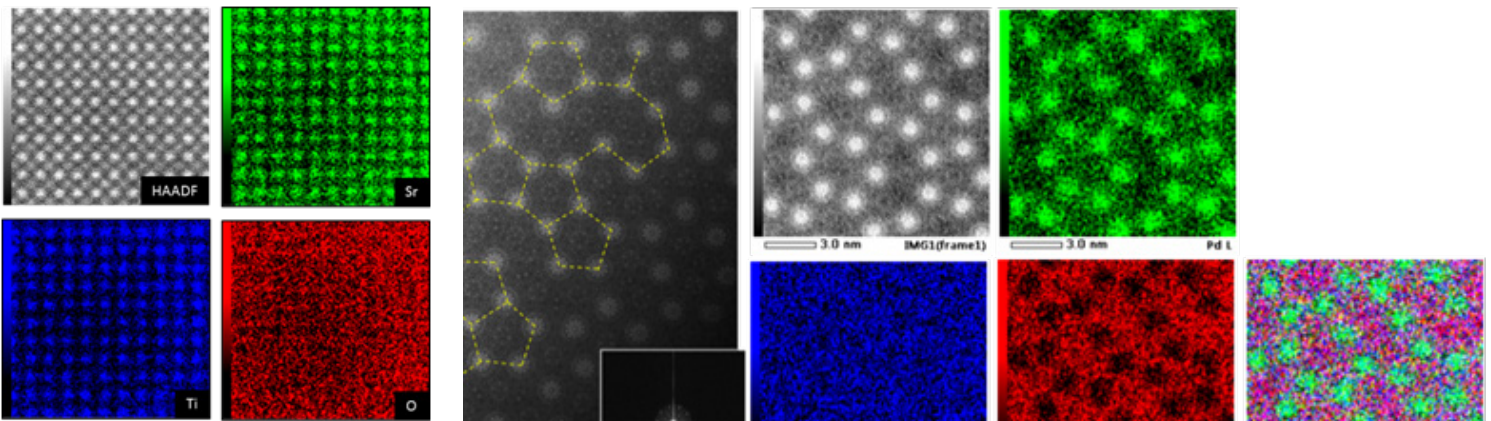 HAADF
Sr
Ti
O
3.0 nm IMG1(frame1)
3.0 nm Pd L